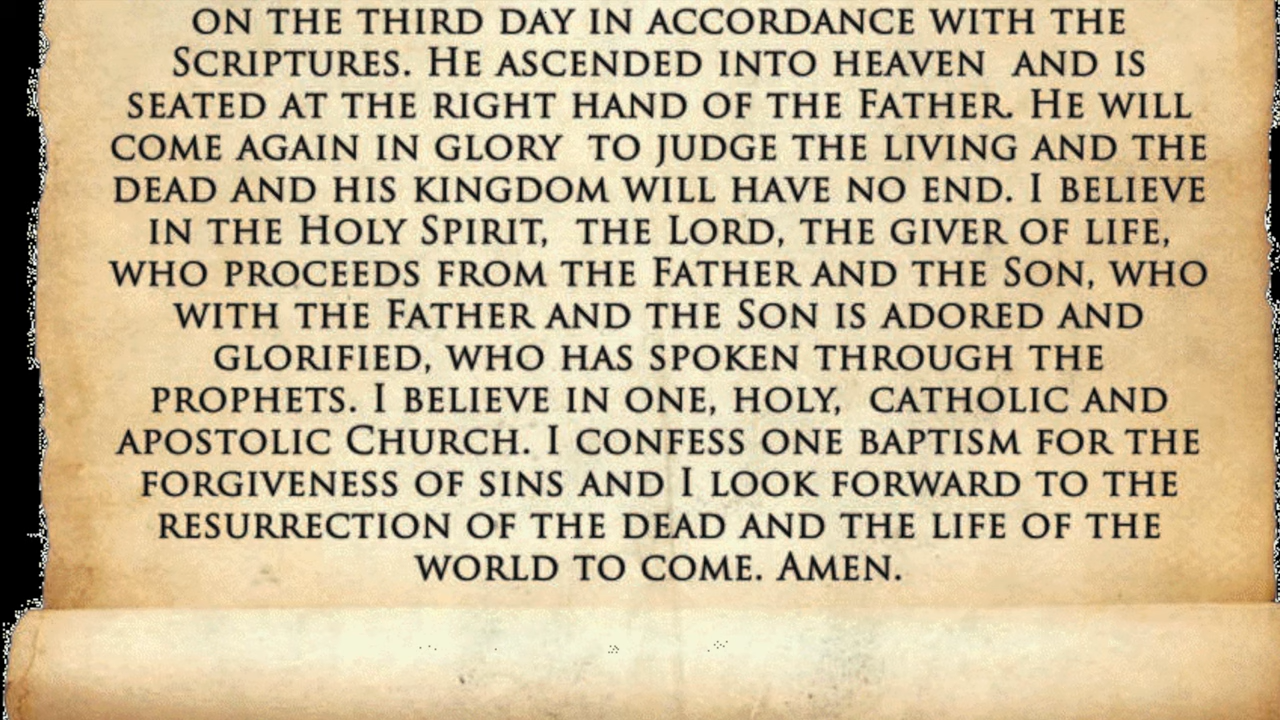 ON THE THIRD DAY IN ACCORDANCE WITH THE
SCRIPTURES. HE ASCENDED INTO HEAVEN AND IS
SEATED AT THE RIGHT HAND OF THE FATHER. HE WILL
COME AGAIN IN GLORY TO JUDGE THE LIVING AND THE
DEAD AND HIS KINGDOM WILL HAVE NO END. I BELIEVE
IN THE HOLY SPIRIT, THE LORD, THE GIVER OF LIFE,
WHO PROCEEDS FROM THE FATHER AND THE SON, WHO
WITH THE FATHER AND THE SON IS ADORED AND
GLORIFIED, WHO HAS SPOKEN THROUGH THE
PROPHETS. I BELIEVE IN ONE, HOLY, CATHOLIC AND
APOSTOLIC CHURCH. I CONFESS ONE BAPTISM FOR THE
FORGIVENESS OF SINS AND I LOOK FORWARD TO THE
RESURRECTION OF THE DEAD AND THE LIFE OF THE
WORLD TO COME. AMEN.